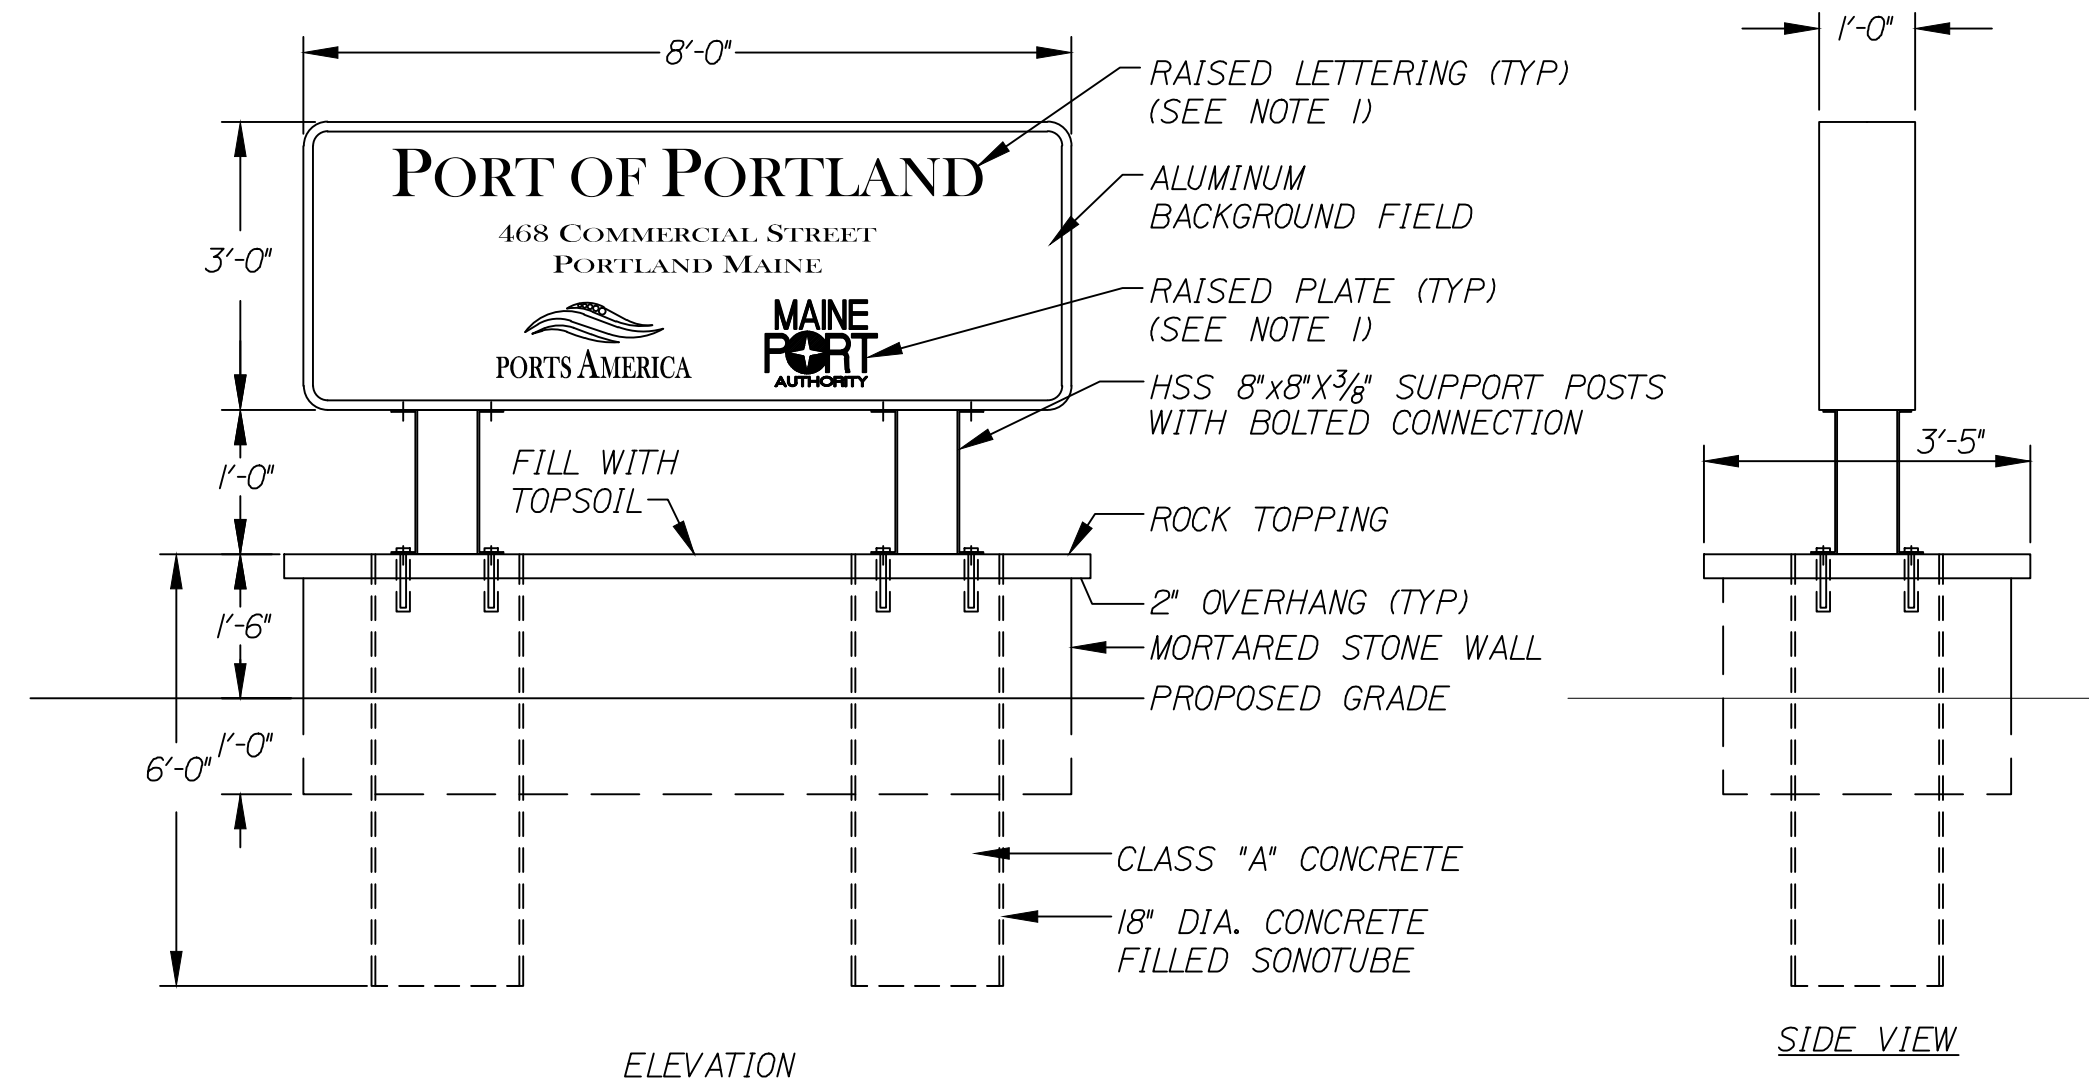 8'-0"
1'-0"
RAISED LETTERING (TYP)
(SEE NOTE 1)
PORT OF PORTLAND
ALUMINUM
BACKGROUND FIELD
468 COMMERCIAL STREET
PORTLAND MAINE
3'-0"
RAISED PLATE (TYP)
(SEE NOTE 1)
MAINE
PORT
AUTHORITY
PORTS AMERICA
HSS 8"x8"X3/8" SUPPORT POSTS
WITH BOLTED CONNECTION
3'-5"
1'-0"
FILL WITH
TOPSOIL
ROCK TOPPING
2" OVERHANG (TYP)
1'-6"
MORTARED STONE WALL
PROPOSED GRADE
1'-0"
6'-0"
CLASS "A" CONCRETE
18" DIA. CONCRETE
FILLED SONOTUBE
SIDE VIEW
ELEVATION